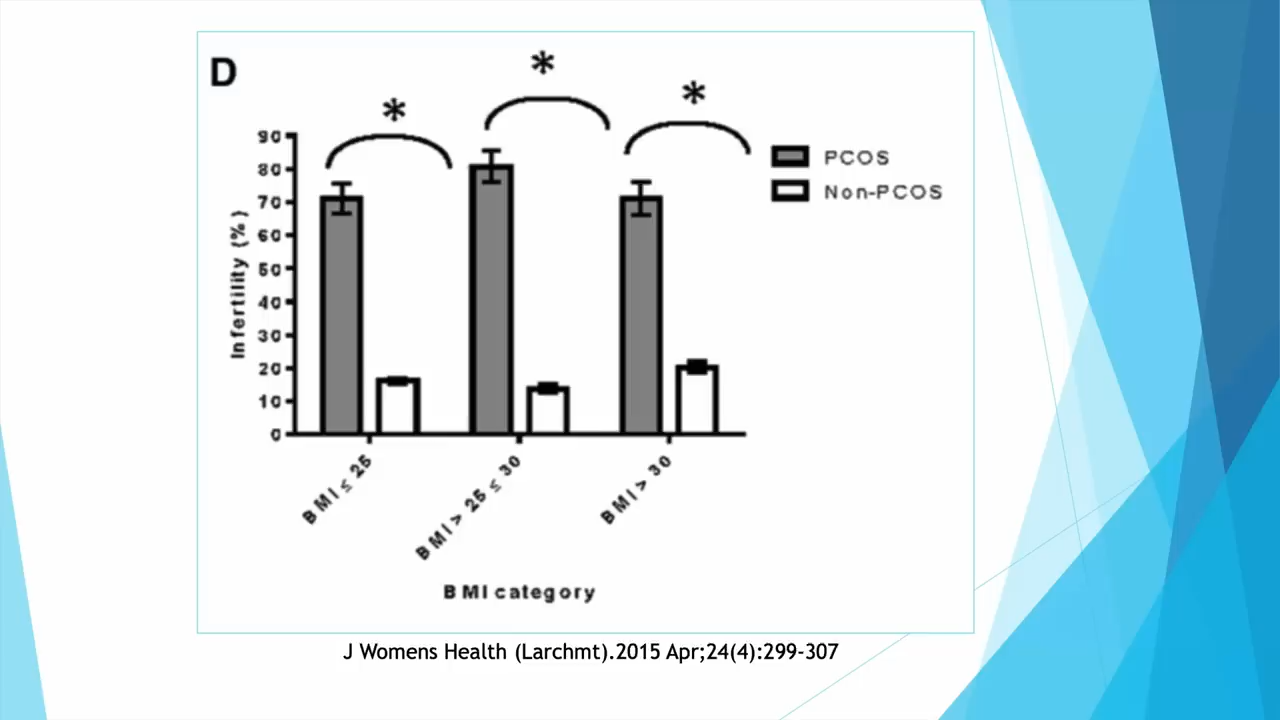 D
*
*
*
90
80
70
60
50
40
30
20
10
0
Infertility (%)
PCOS
Non-PCOS
BMI ≤ 25
BMI > 25 ≤ 30
BMI > 30
BMI category
J Womens Health (Larchmt).2015 Apr;24(4):299-307